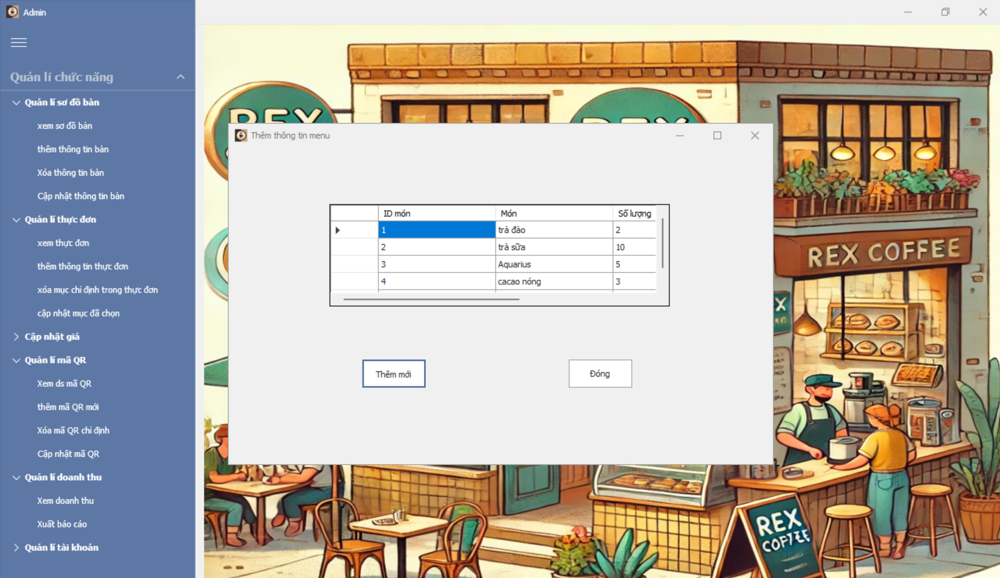 Admin
Quản lí chức năng
Quản lí sơ đồ bàn
xem sơ đồ bàn
thêm thông tin bàn
Xóa thông tin bàn
Cập nhật thông tin bàn
Quản lí thực đơn
xem thực đơn
thêm thông tin thực đơn
xóa mục chỉ định trong thực đơn
cập nhật mục đã chọn
Cập nhật giá
Quản lí mã QR
Xem ds mã QR
thêm mã QR mới
Xóa mã QR chỉ định
Cập nhật mã QR
Quản lí doanh thu
Xem doanh thu
Xuất báo cáo
Quản lí tài khoản
REX
REX
Thêm thông tin menu
ID món Món Số lượng
1 trà đào 2
2 trà sữa 10
3 Aquarius 5
4 cacao nóng 3
Thêm mới Đóng
REX COFFEE
X
REX